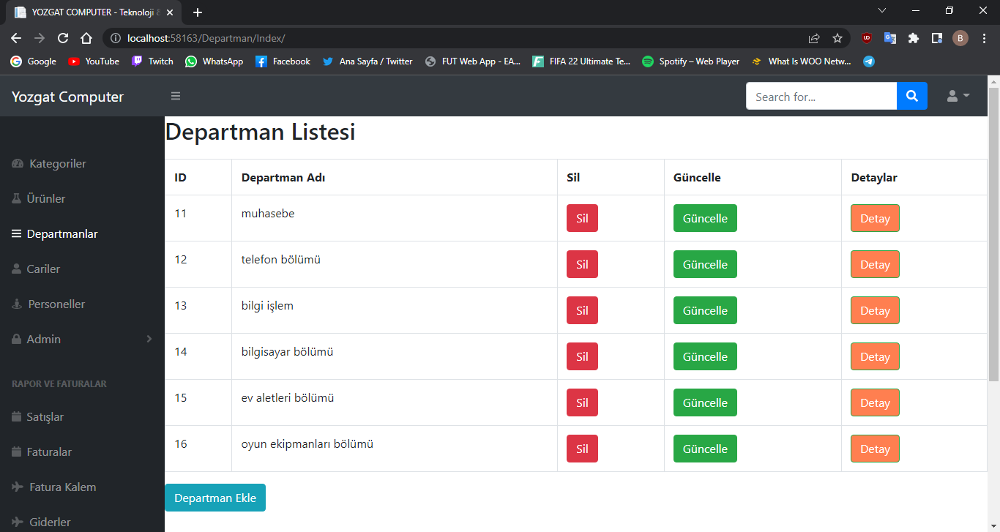 YOZGAT COMPUTER - Teknoloji &
localhost:58163/Departman/Index/
B
Google YouTube Twitch WhatsApp Facebook Ana Sayfa / Twitter FUT Web App - EA... FIFA 22 Ultimate Te... Spotify – Web Player What Is WOO Netw...
Yozgat Computer
Search for...
Kategoriler
Ürünler
Departmanlar
Cariler
Personeller
Admin
RAPOR VE FATURALAR
Satışlar
Faturalar
Fatura Kalem
Giderler
Departman Listesi
ID Departman Adı Sil Güncelle Detaylar
11 muhasebe Sil Güncelle Detay
12 telefon bölümü Sil Güncelle Detay
13 bilgi işlem Sil Güncelle Detay
14 bilgisayar bölümü Sil Güncelle Detay
15 ev aletleri bölümü Sil Güncelle Detay
16 oyun ekipmanları bölümü Sil Güncelle Detay
Departman Ekle